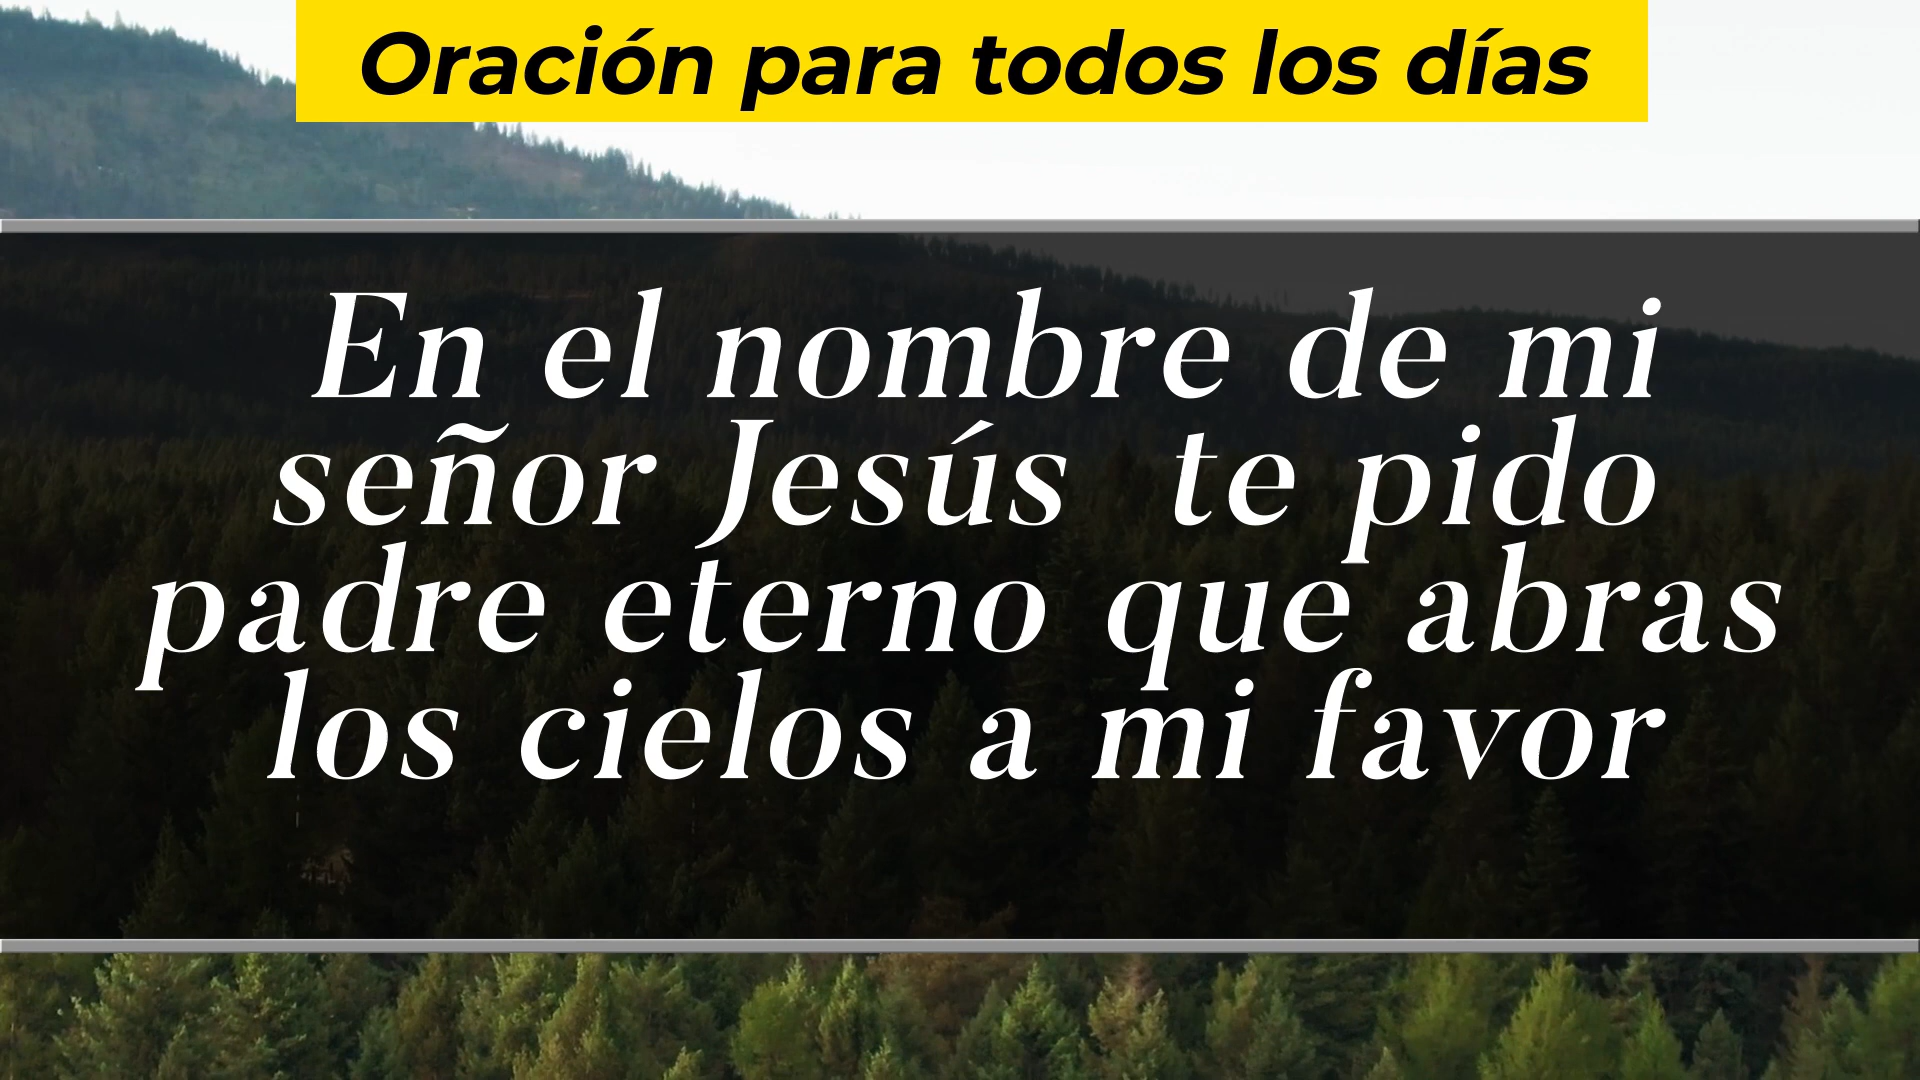 Oración para todos los días
En el nombre de mi
señor Jesús  te pido
padre eterno que abras
los cielos a mi favor